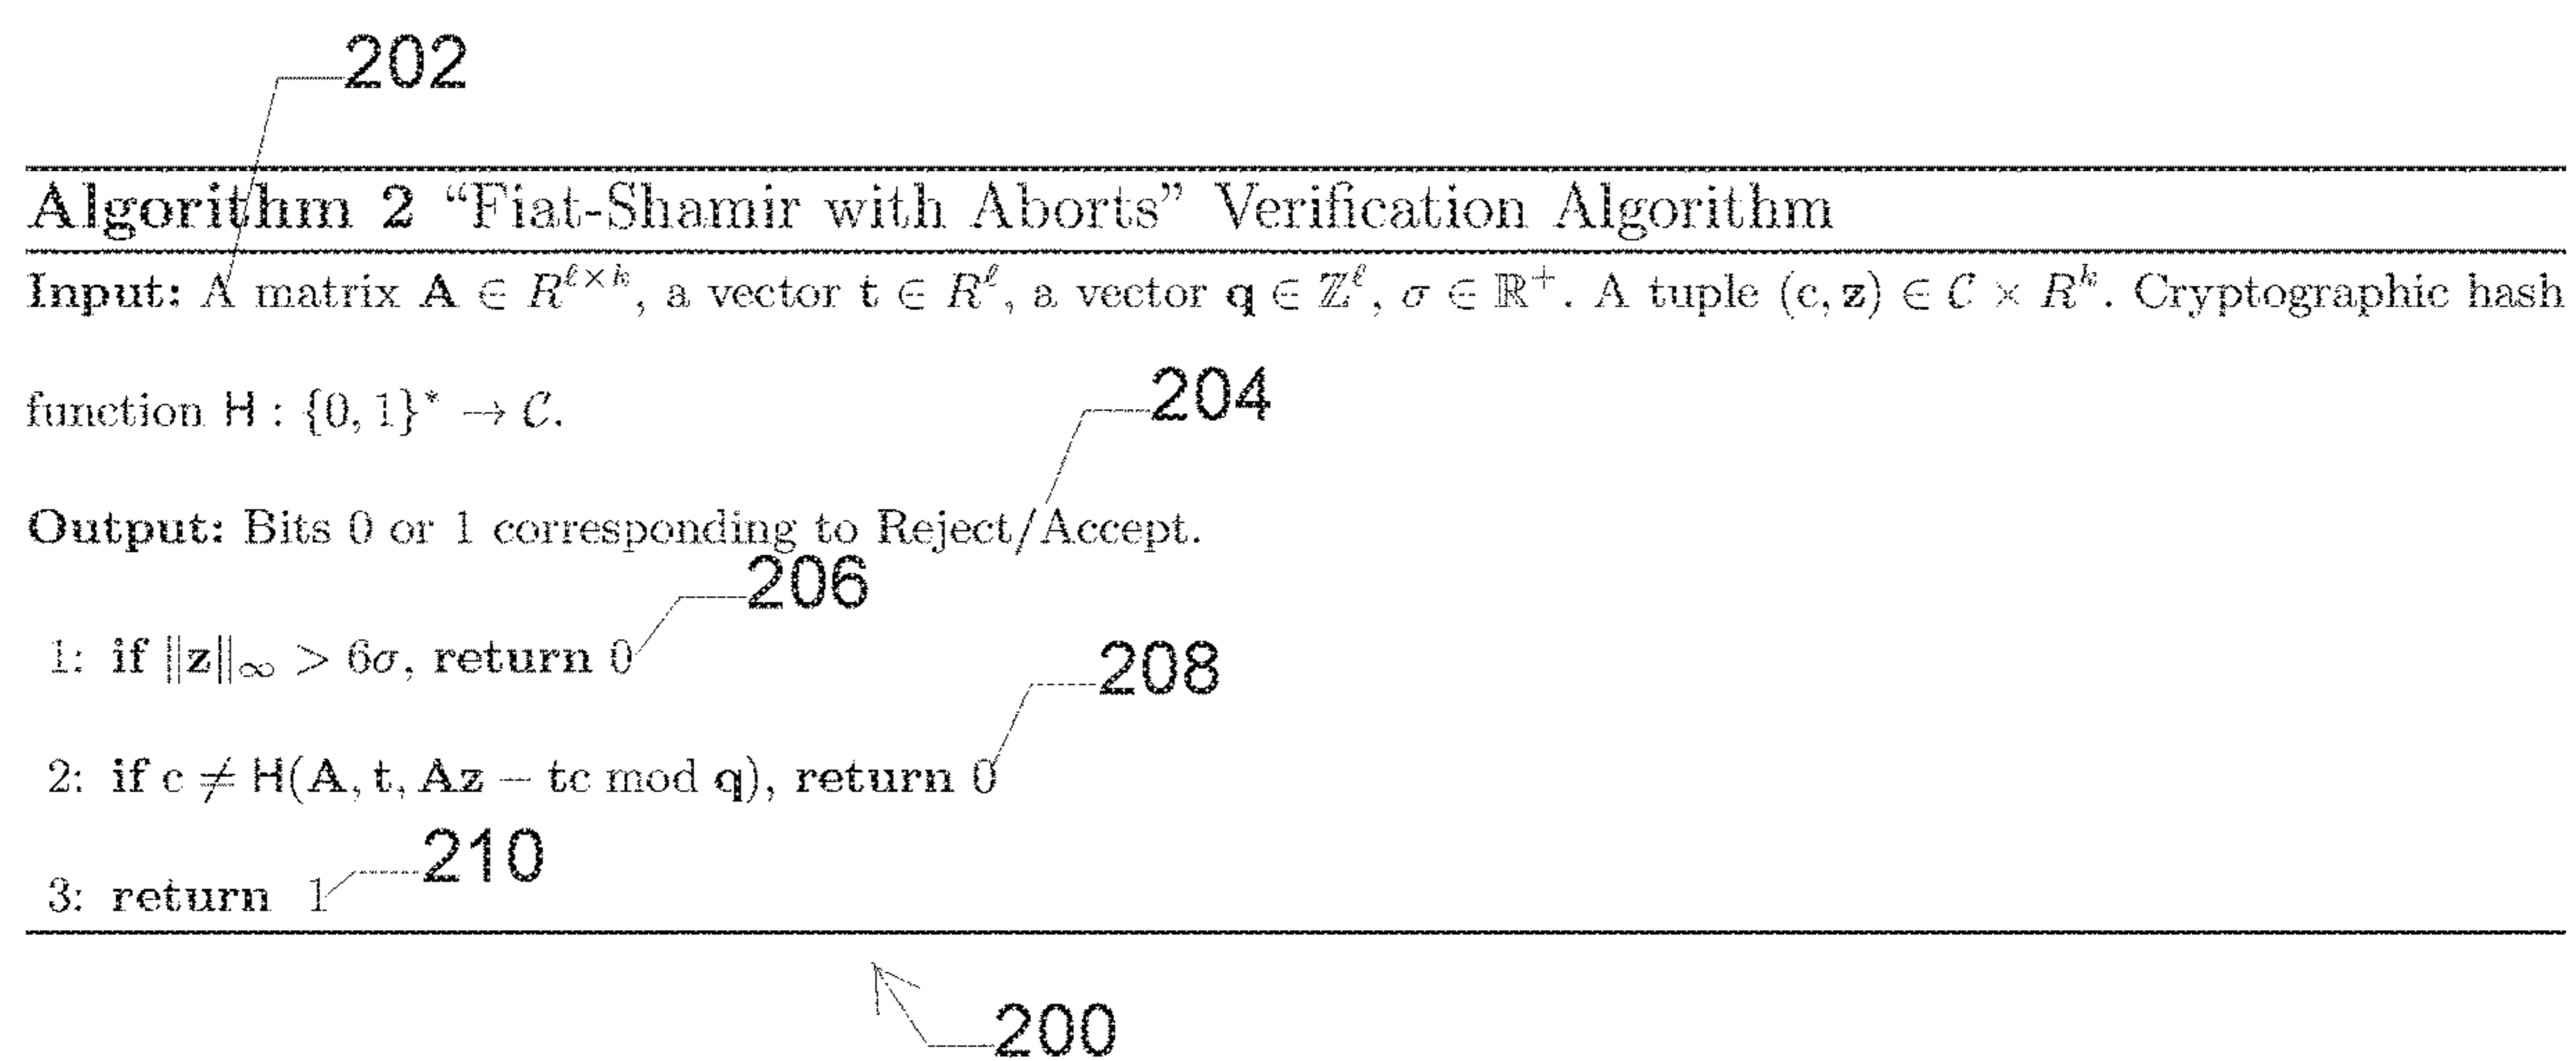 202
Algorithm 2 “Fiat-Shamir with Aborts” Verification Algorithm
Input: A matrix A ∈ R^{ℓ×k}, a vector t ∈ R^ℓ, a vector q ∈ ℤ^ℓ, σ ∈ ℝ⁺. A tuple (c, z) ∈ 𝒞 × R^k. Cryptographic hash
function H : {0, 1}* → 𝒞.
204
Output: Bits 0 or 1 corresponding to Reject/Accept.
206
1: if ‖z‖∞ > 6σ, return 0
208
2: if c ≠ H(A, t, Az − tc mod q), return 0
210
3: return 1
200